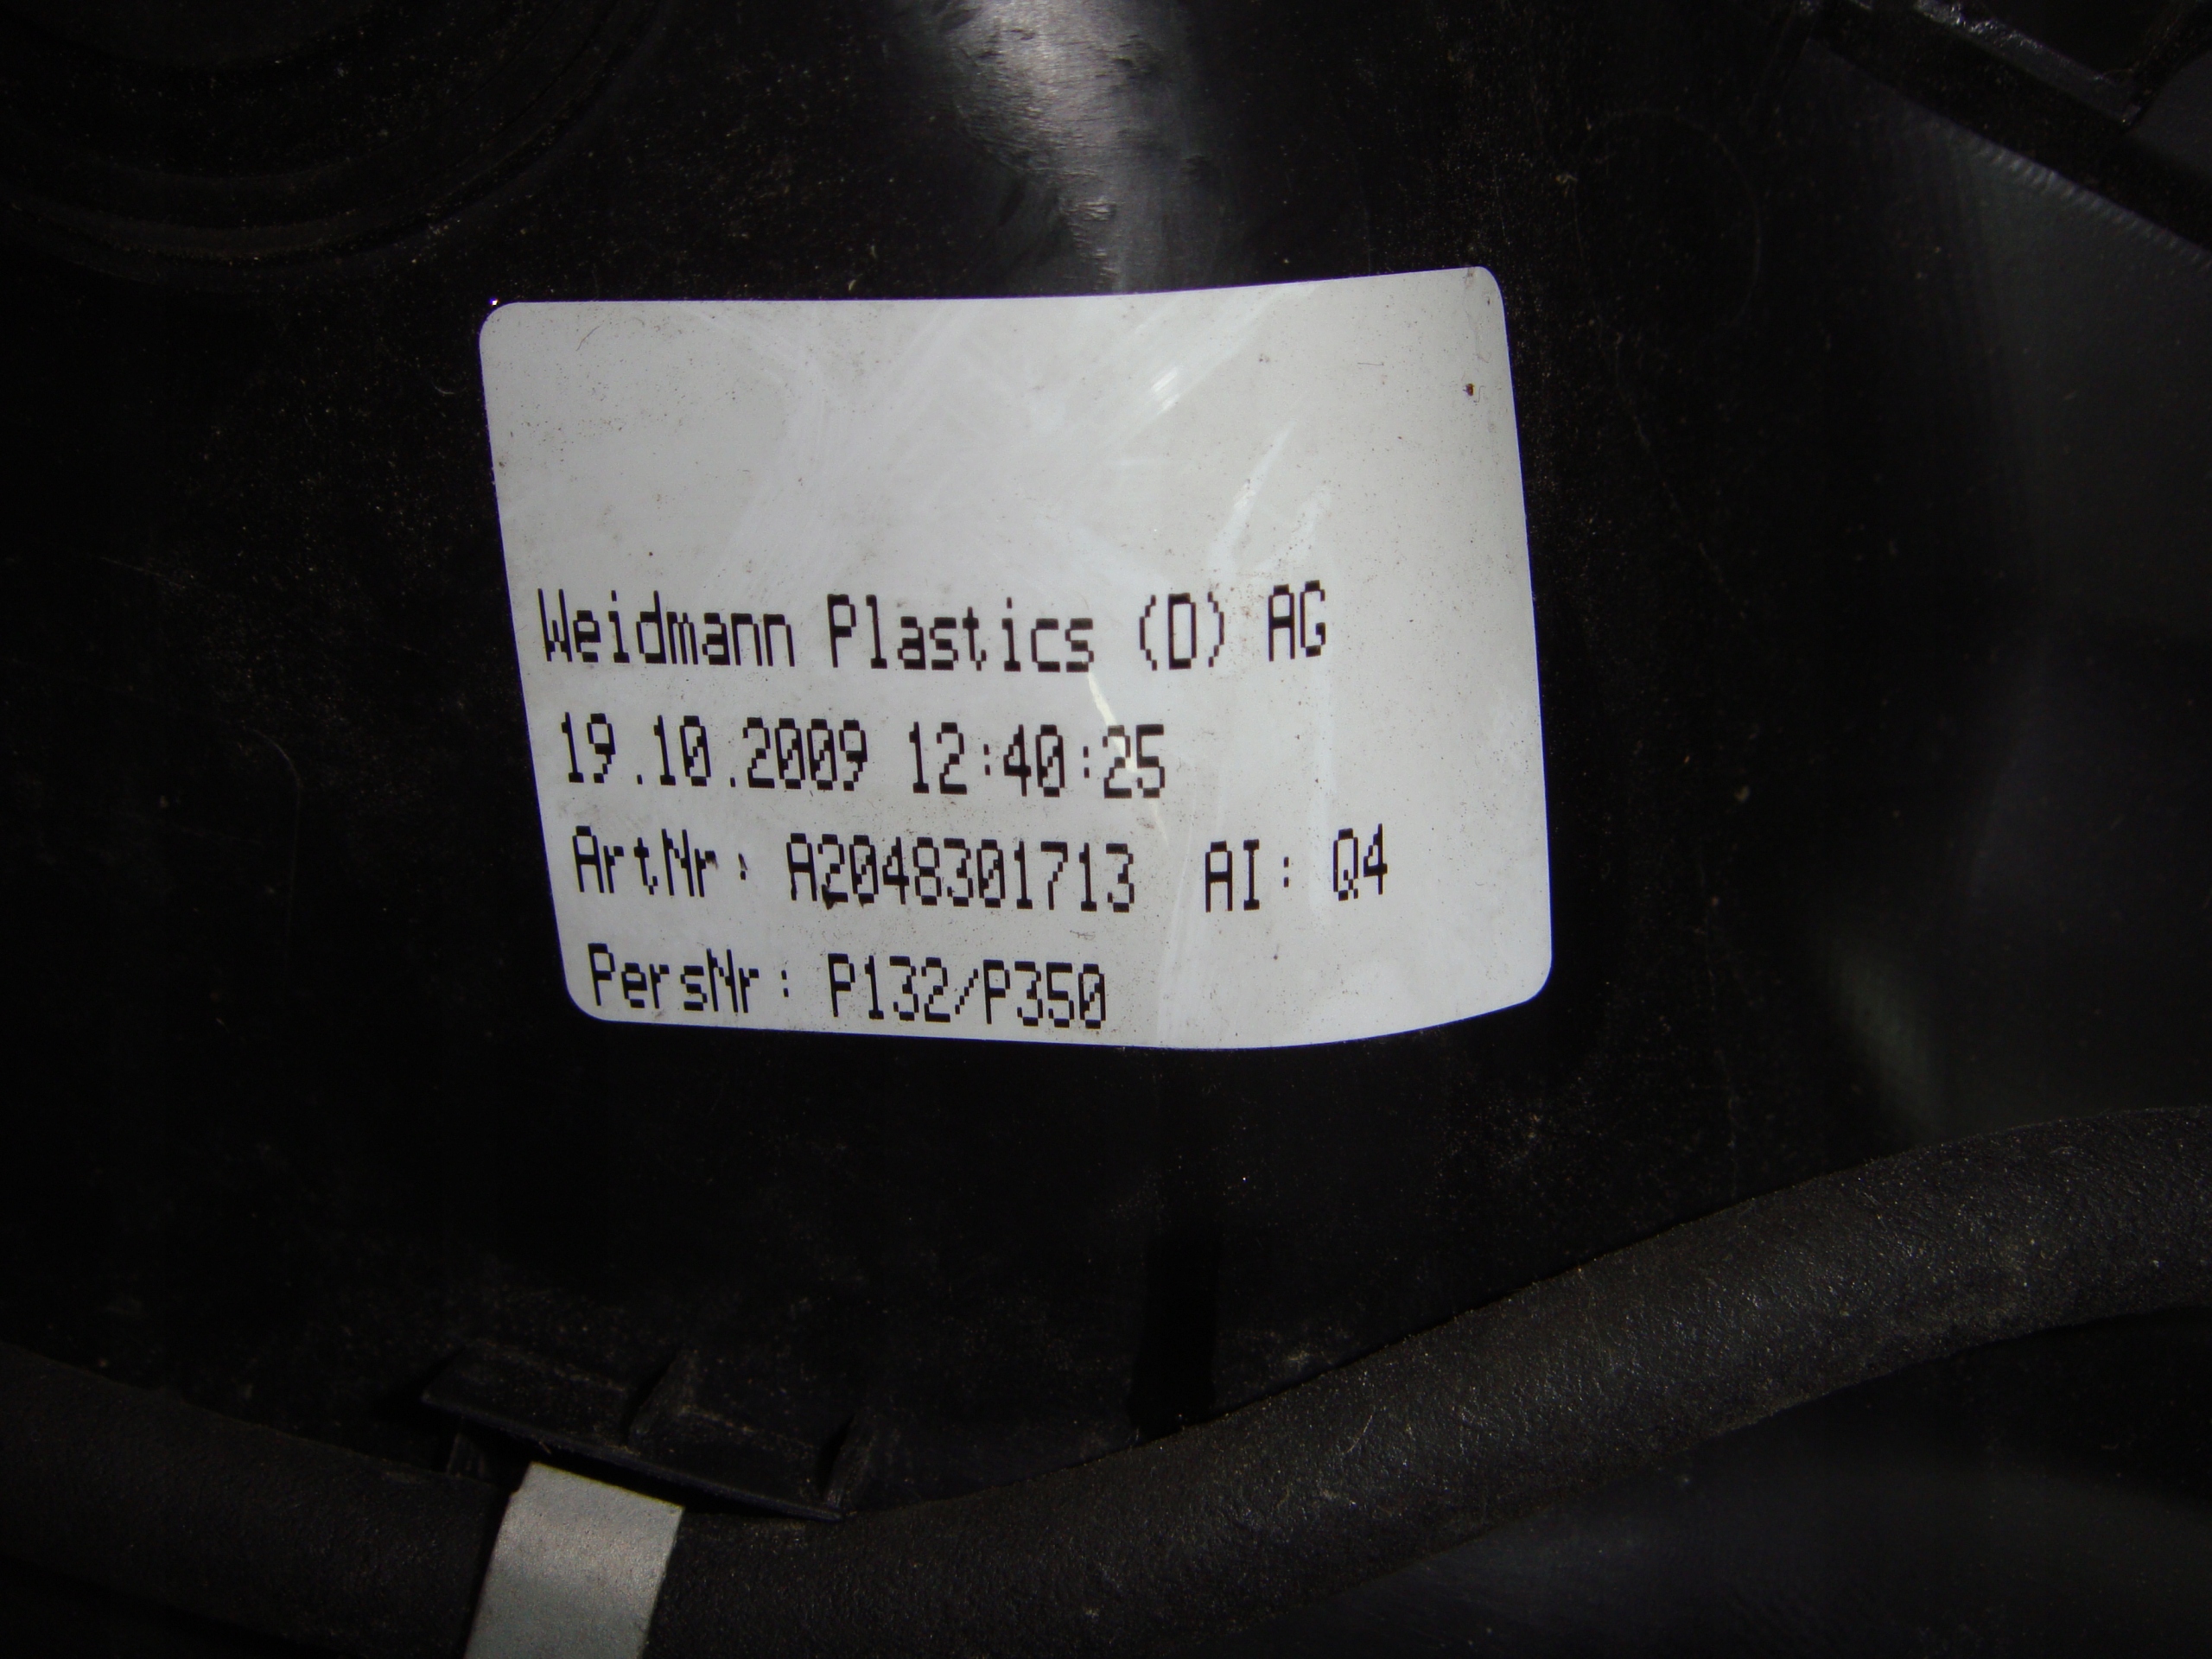 Weidmann Plastics (D) AG
19.10.2009 12:40:25
ArtNr: A2048301713 AI: Q4
PersNr: P132/P350